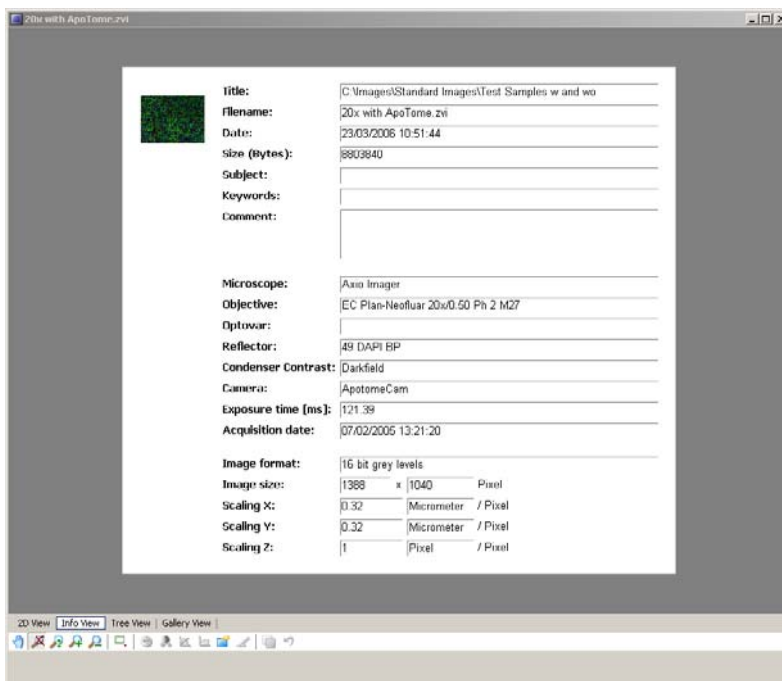 20x with ApoTome.zvi
Title: C:\Images\Standard Images\Test Samples w and wo
Filename: 20x with ApoTome.zvi
Date: 23/03/2006 10:51:44
Size (Bytes): 8803840
Subject:
Keywords:
Comment:
Microscope: Axio Imager
Objective: EC Plan-Neofluar 20x/0.50 Ph 2 M27
Optovar:
Reflector: 49 DAPI BP
Condenser Contrast: Darkfield
Camera: ApotomeCam
Exposure time [ms]: 121.39
Acquisition date: 07/02/2005 13:21:20
Image format: 16 bit grey levels
Image size: 1388 x 1040 Pixel
Scaling X: 0.32 Micrometer / Pixel
Scaling Y: 0.32 Micrometer / Pixel
Scaling Z: 1 Pixel / Pixel
2D View Info View Tree View Gallery View